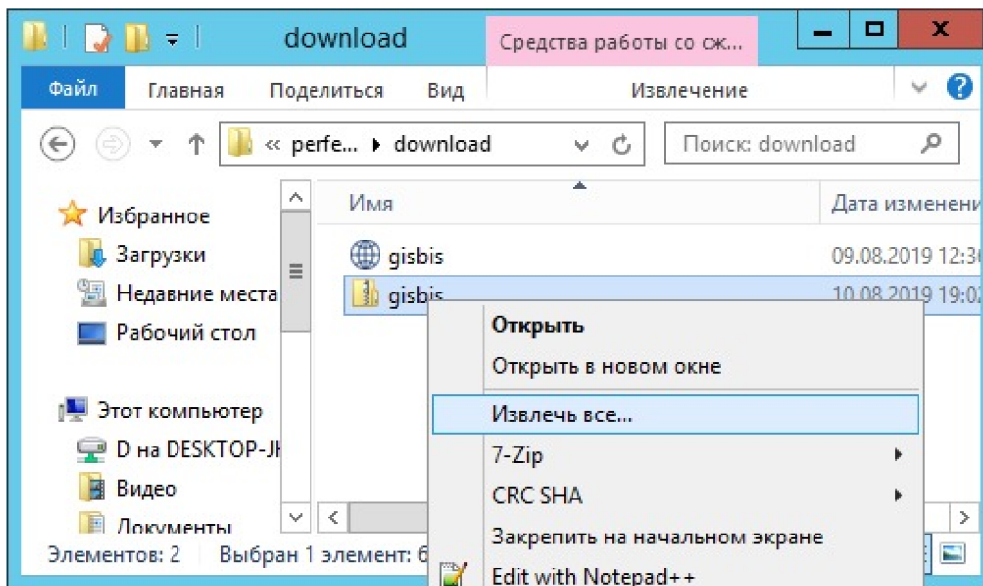 download
Средства работы со сж...
Файл
Главная
Поделиться
Вид
Извлечение
« perfe... download
Поиск: download
Имя
Дата изменени
Избранное
Загрузки
Недавние места
Рабочий стол
Этот компьютер
D на DESKTOP-JH
Видео
Документы
gisbis
09.08.2019 12:3
gisbis
10.08.2019 19:02
Открыть
Открыть в новом окне
Извлечь все...
7-Zip
CRC SHA
Закрепить на начальном экране
Edit with Notepad++
Элементов: 2
Выбран 1 элемент: 6